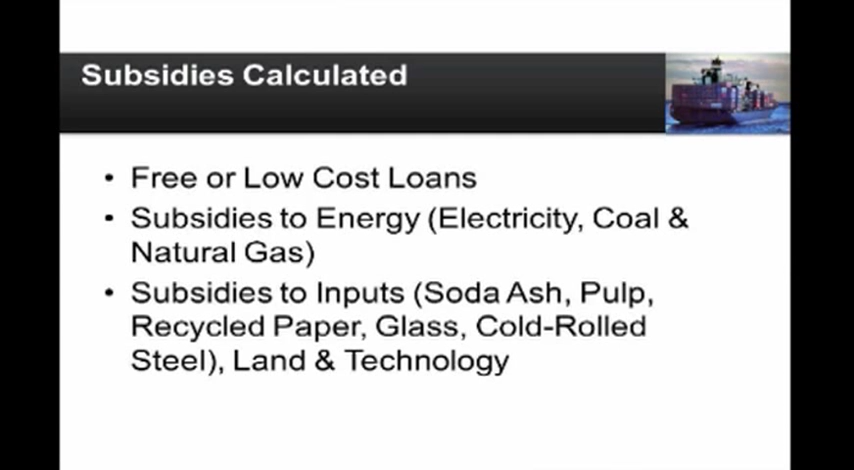 Subsidies Calculated
• Free or Low Cost Loans
• Subsidies to Energy (Electricity, Coal &
Natural Gas)
• Subsidies to Inputs (Soda Ash, Pulp,
Recycled Paper, Glass, Cold-Rolled
Steel), Land & Technology